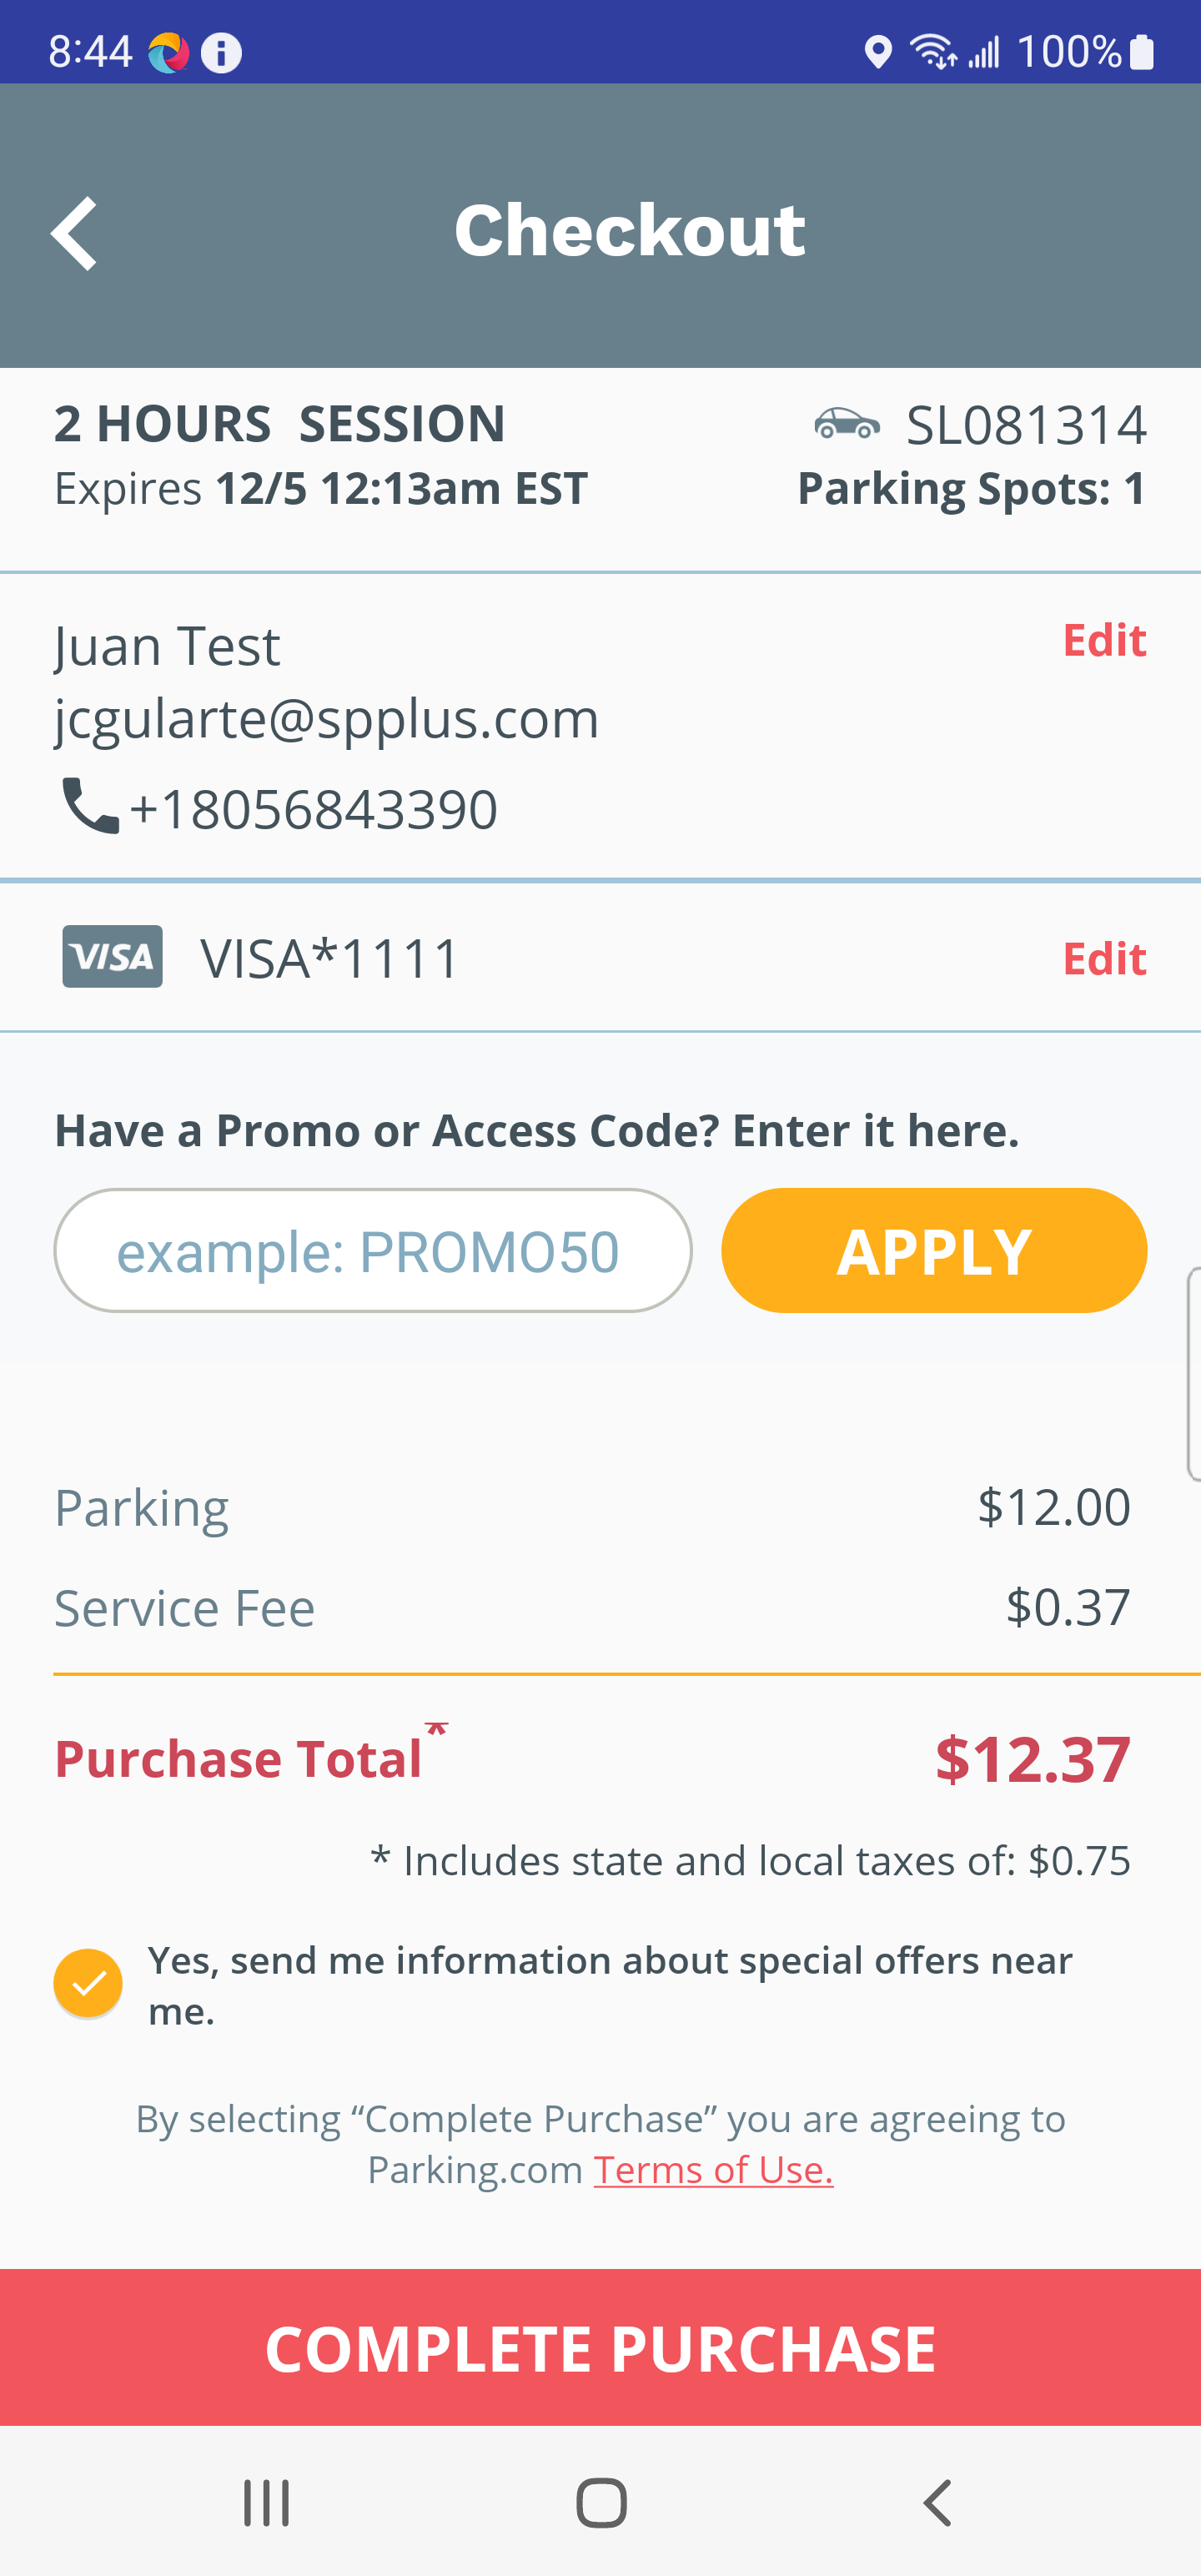 8:44
100%
Checkout
2 HOURS SESSION
SL081314
Expires 12/5 12:13am EST
Parking Spots: 1
Juan Test
Edit
jcgularte@spplus.com
+18056843390
VISA VISA*1111
Edit
Have a Promo or Access Code? Enter it here.
example: PROMO50
APPLY
Parking
$12.00
Service Fee
$0.37
Purchase Total*
$12.37
* Includes state and local taxes of: $0.75
Yes, send me information about special offers near
me.
By selecting “Complete Purchase” you are agreeing to
Parking.com Terms of Use.
COMPLETE PURCHASE